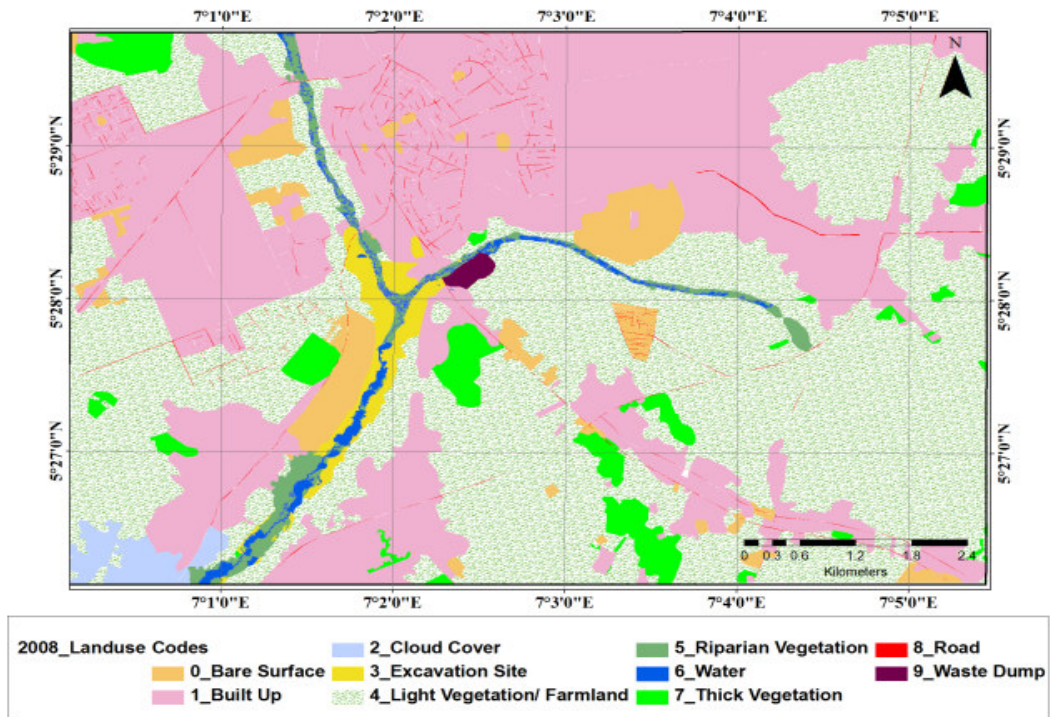 7°1'0"E 7°2'0"E 7°3'0"E 7°4'0"E 7°5'0"E
N
5°29'0"N 5°29'0"N
5°28'0"N 5°28'0"N
5°27'0"N 5°27'0"N
0 0.3 0.6 1.2 1.8 2.4
Kilometers
7°1'0"E 7°2'0"E 7°3'0"E 7°4'0"E 7°5'0"E
2008_Landuse Codes 2_Cloud Cover 5_Riparian Vegetation 8_Road
0_Bare Surface 3_Excavation Site 6_Water 9_Waste Dump
1_Built Up 4_Light Vegetation/ Farmland 7_Thick Vegetation